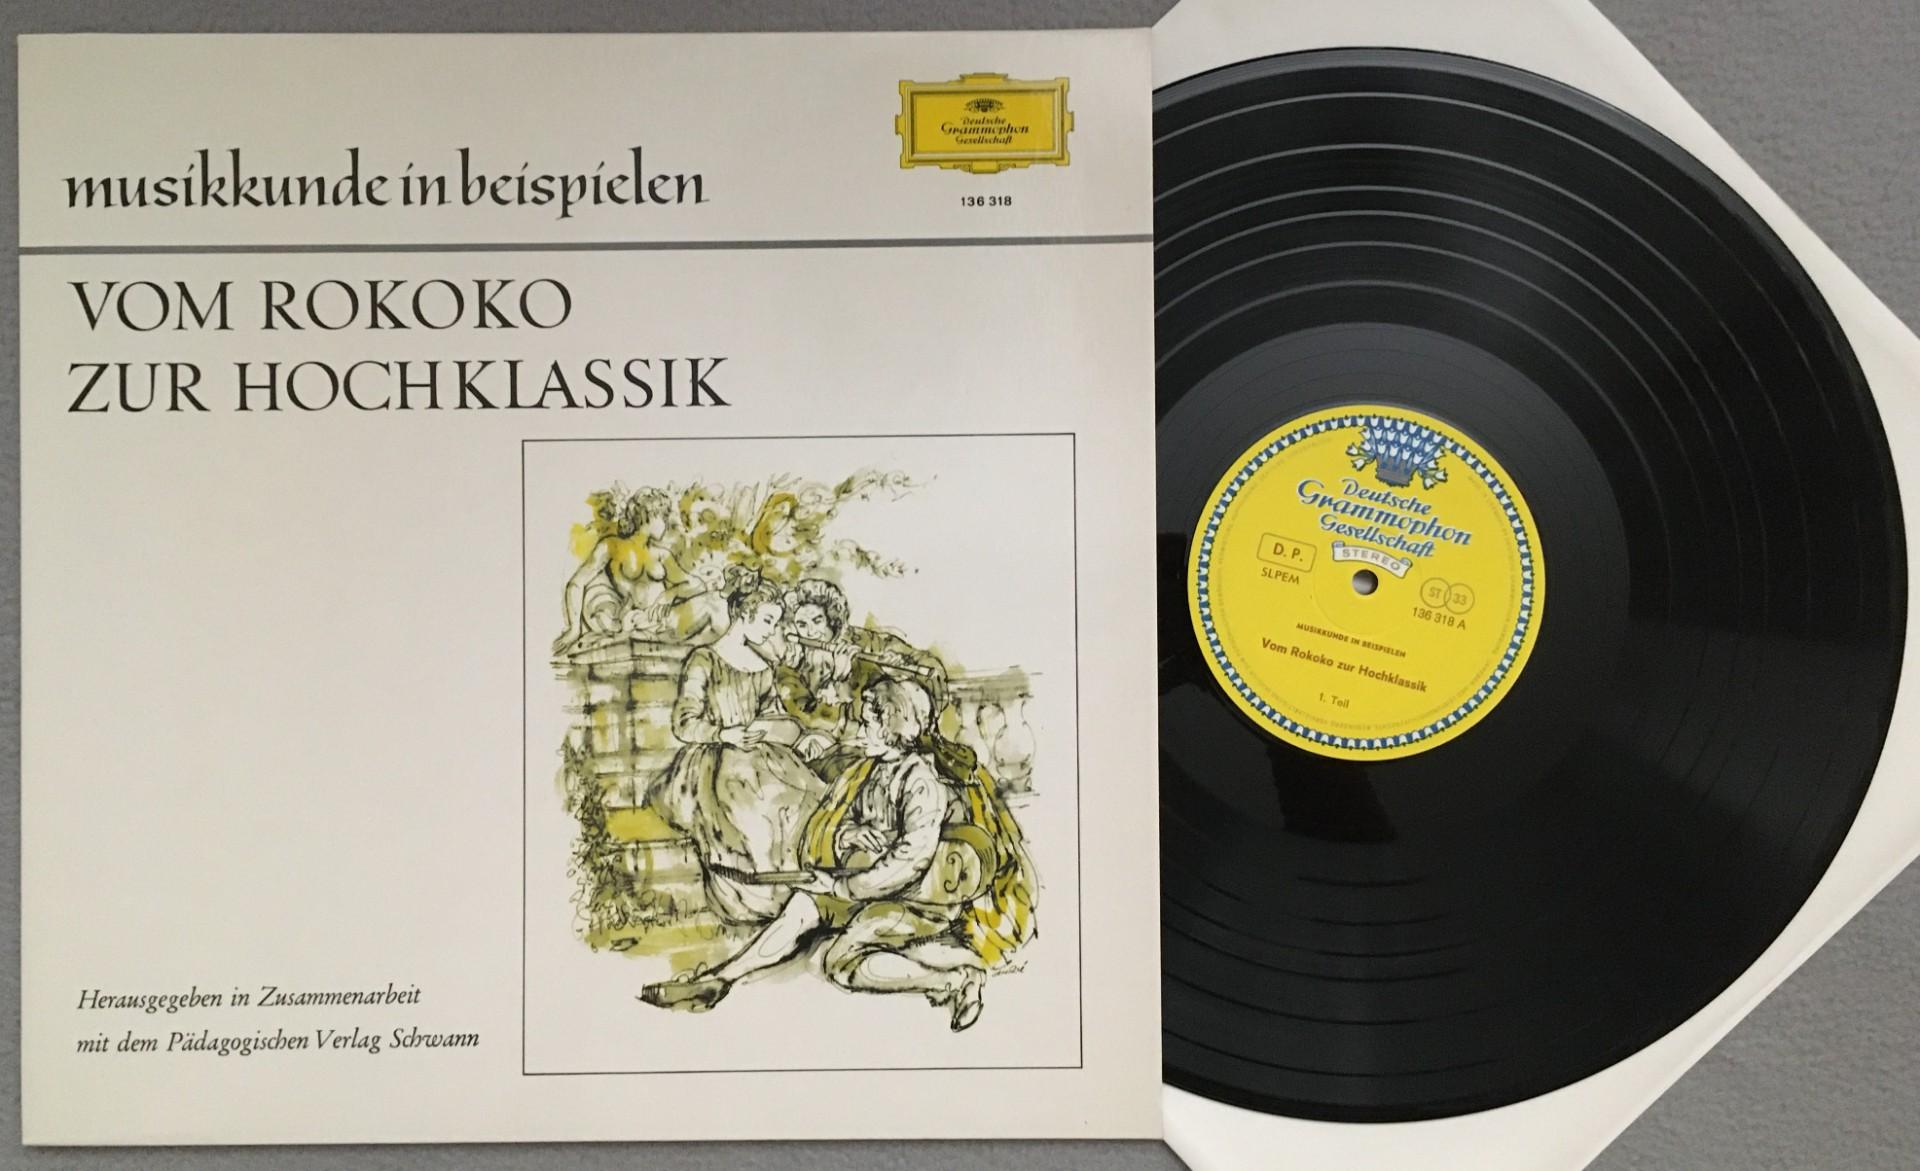 musikkunde in beispielen
Deutsche
Grammophon
Gesellschaft
136 318
VOM ROKOKO
ZUR HOCHKLASSIK
Herausgegeben in Zusammenarbeit
mit dem Pädagogischen Verlag Schwann
Deutsche
Grammophon
Gesellschaft
STEREO
D. P.
SLPEM
ST 33
136 318 A
MUSIKKUNDE IN BEISPIELEN
Vom Rokoko zur Hochklassik
1. Teil